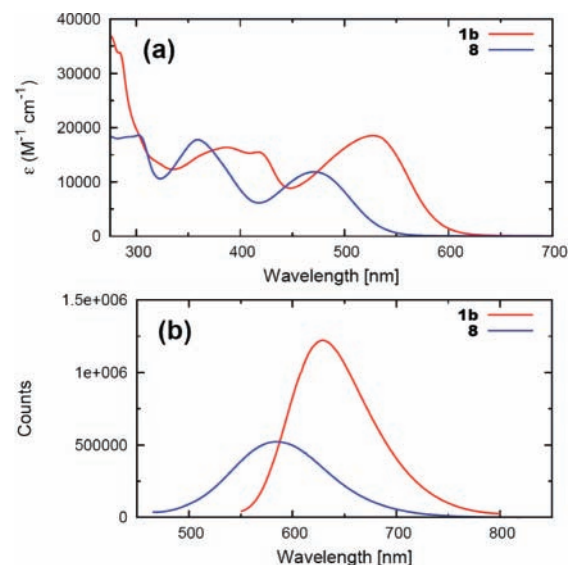 (a)
1b
8
ε (M⁻¹ cm⁻¹)
40000
30000
20000
10000
0
300 400 500 600 700
Wavelength [nm]
(b)
1b
8
Counts
1.5e+006
1e+006
500000
0
500 600 700 800
Wavelength [nm]